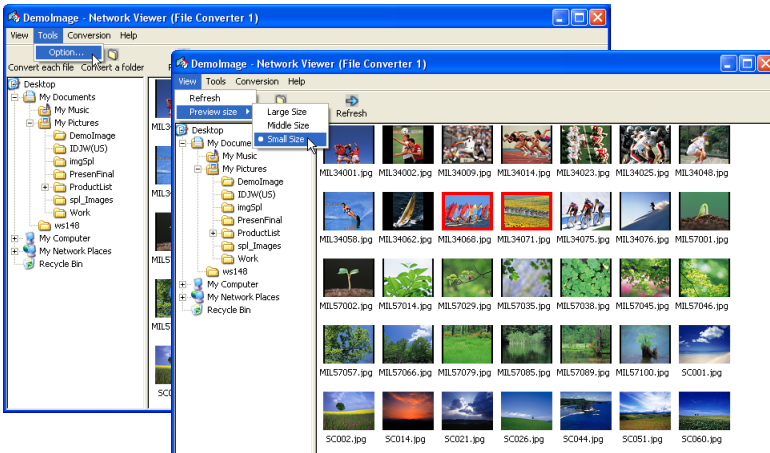 DemoImage - Network Viewer (File Converter 1)
View Tools Conversion Help
Option...
Convert each file Convert a folder
Desktop
My Documents
My Music
My Pictures
DemoImage
IDJW(US)
imgSpl
PresenFinal
ProductList
spl_Images
Work
ws148
My Computer
My Network Places
Recycle Bin
DemoImage - Network Viewer (File Converter 1)
View Tools Conversion Help
Refresh
Preview size
Large Size
Middle Size
Small Size
Refresh
Desktop
My Docume
My Music
My Pictures
DemoImage
IDJW(US)
imgSpl
PresenFinal
ProductList
spl_Images
Work
ws148
My Computer
My Network Places
Recycle Bin
MIL34001.jpg MIL34002.jpg MIL34009.jpg MIL34014.jpg MIL34023.jpg MIL34025.jpg MIL34048.jpg
MIL34058.jpg MIL34062.jpg MIL34068.jpg MIL34071.jpg MIL34075.jpg MIL34076.jpg MIL57001.jpg
MIL57002.jpg MIL57014.jpg MIL57029.jpg MIL57035.jpg MIL57038.jpg MIL57045.jpg MIL57046.jpg
MIL57057.jpg MIL57066.jpg MIL57079.jpg MIL57085.jpg MIL57089.jpg MIL57100.jpg SC001.jpg
SC002.jpg SC014.jpg SC021.jpg SC026.jpg SC044.jpg SC051.jpg SC060.jpg